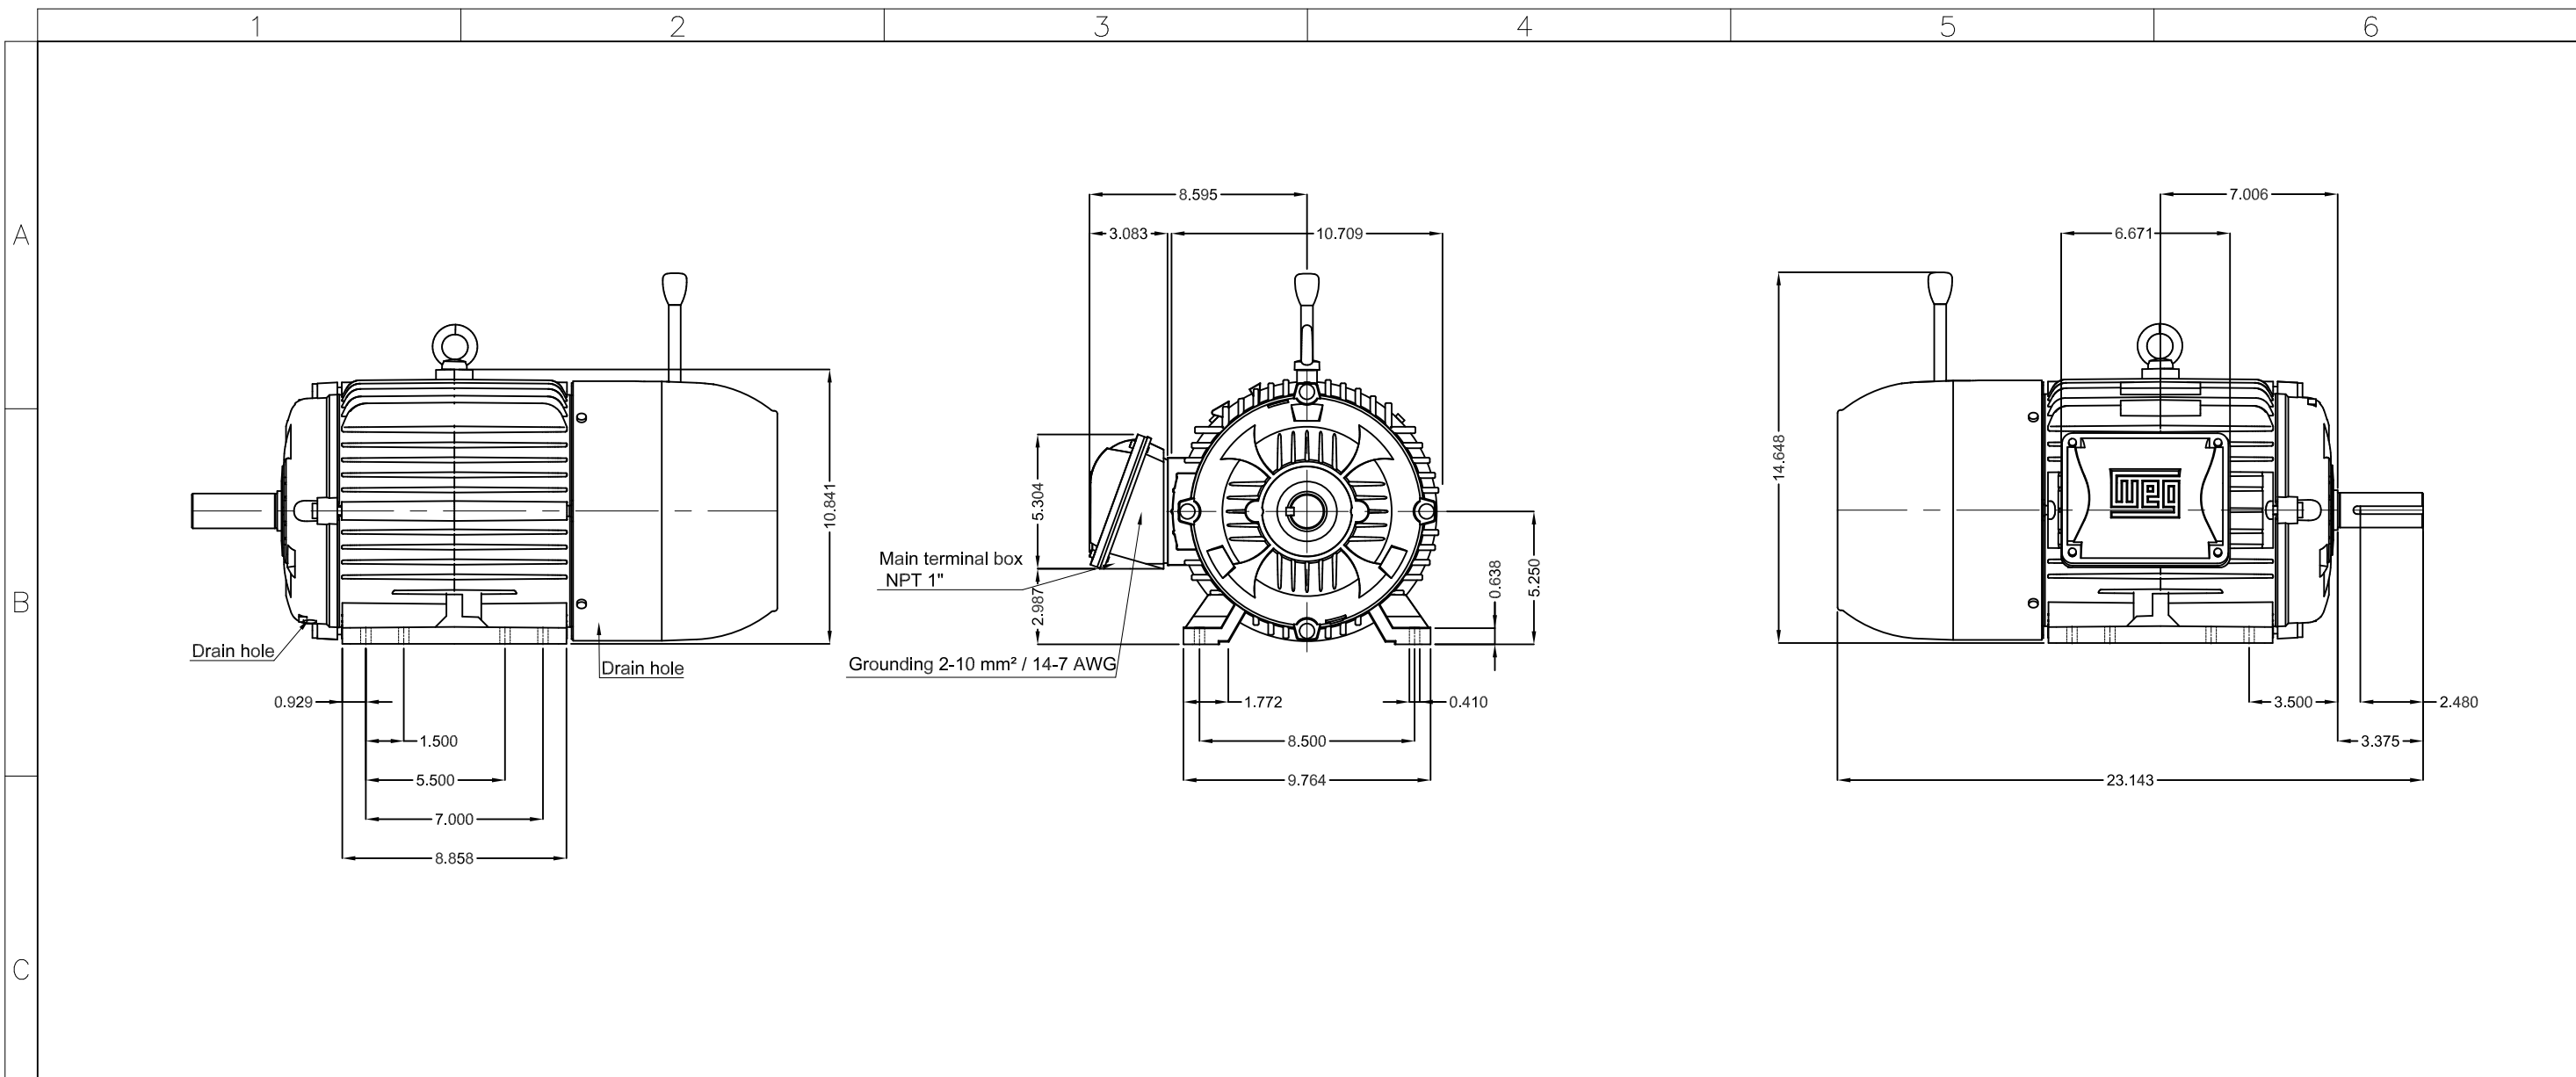 1 2 3 4 5 6
A
B
C
10.841
Drain hole
Drain hole
0.929
1.500
5.500
7.000
8.858
8.595
3.083
10.709
5.304
Main terminal box
NPT 1"
2.987
0.638
5.250
Grounding 2-10 mm² / 14-7 AWG
1.772
0.410
8.500
9.764
7.006
6.671
14.648
weg
3.500
2.480
3.375
23.143